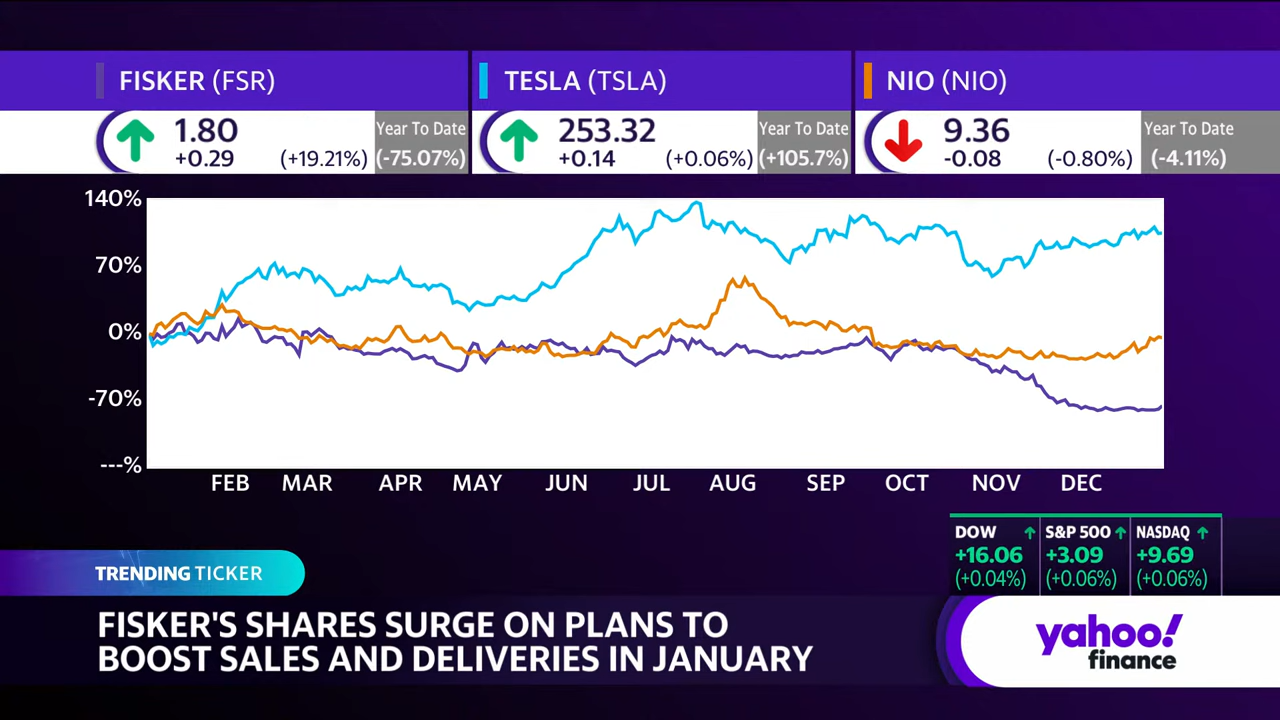 FISKER (FSR)
1.80
+0.29 (+19.21%)
Year To Date
(-75.07%)
TESLA (TSLA)
253.32
+0.14 (+0.06%)
Year To Date
(+105.7%)
NIO (NIO)
9.36
-0.08 (-0.80%)
Year To Date
(-4.11%)
140%
70%
0%
-70%
---%
FEB MAR APR MAY JUN JUL AUG SEP OCT NOV DEC
DOW
+16.06
(+0.04%)
S&P 500
+3.09
(+0.06%)
NASDAQ
+9.69
(+0.06%)
TRENDING TICKER
FISKER'S SHARES SURGE ON PLANS TO
BOOST SALES AND DELIVERIES IN JANUARY
yahoo!
finance